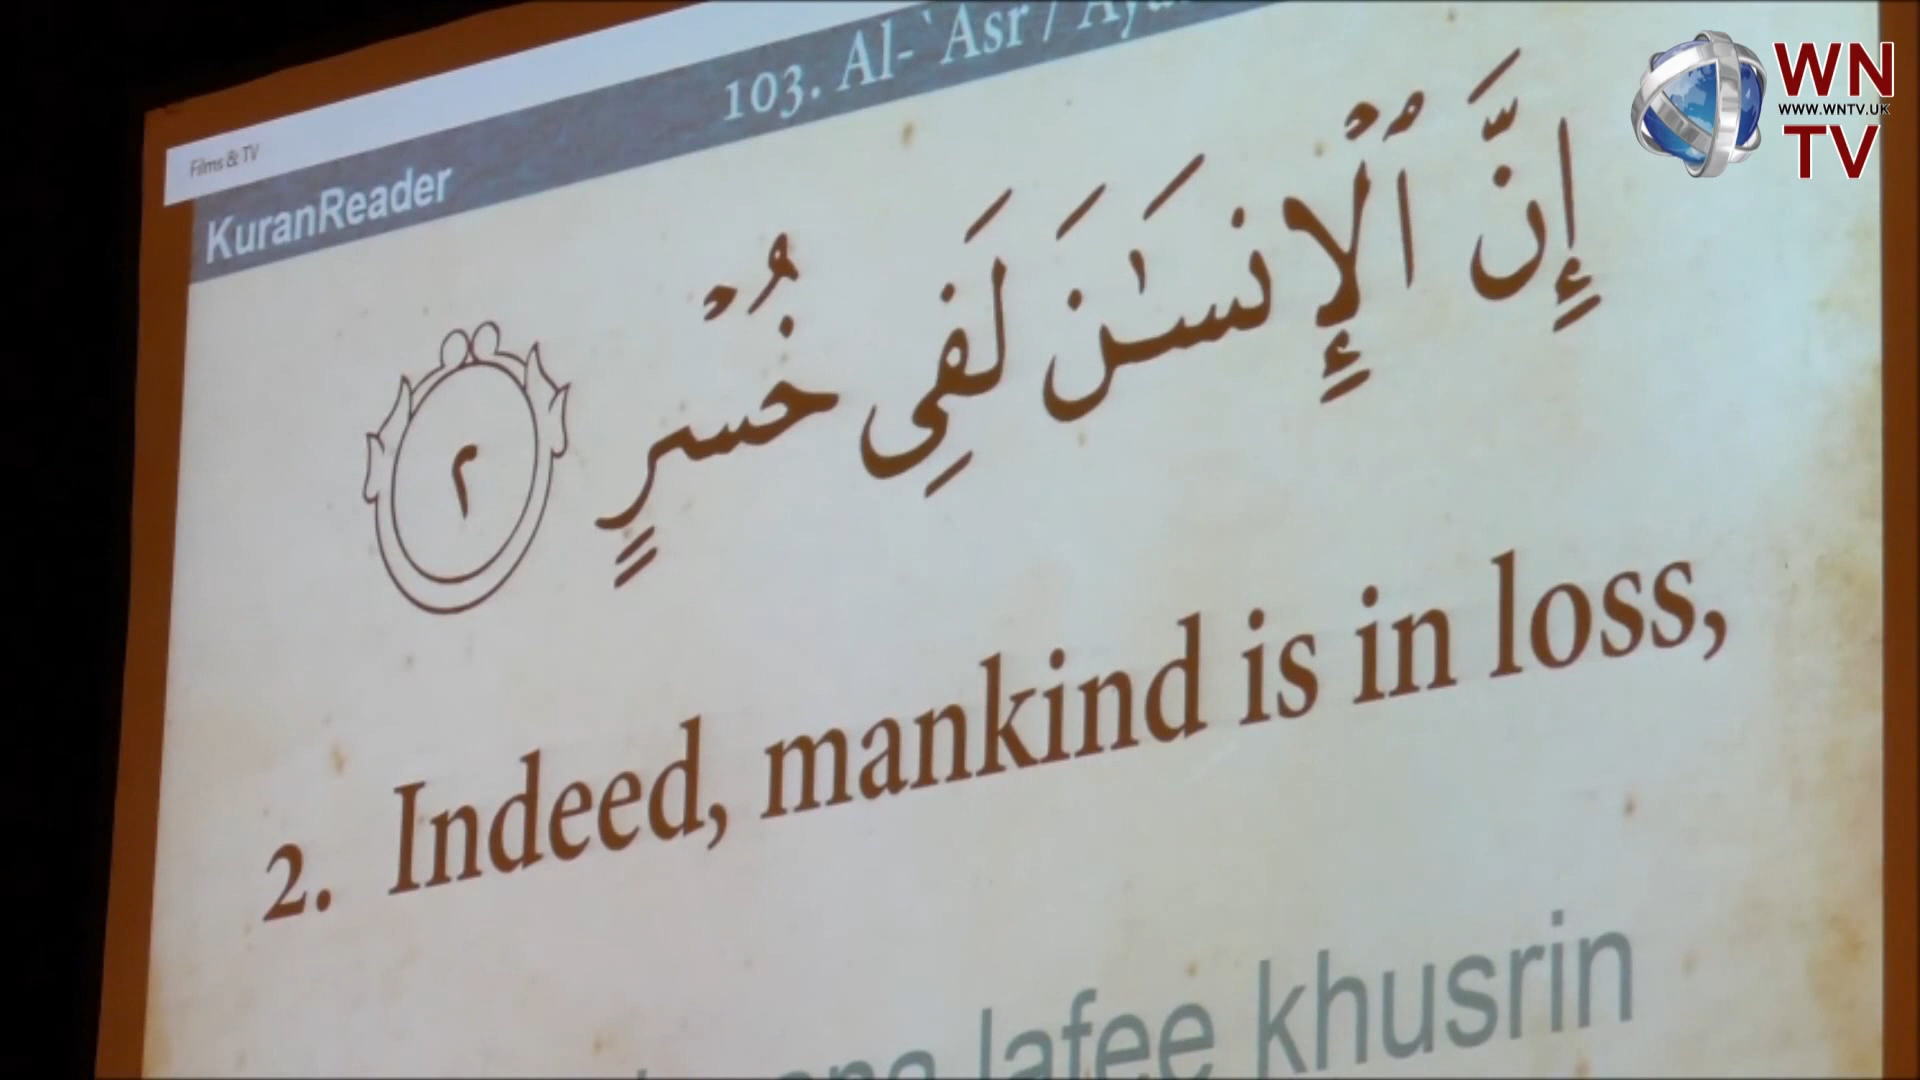 Films & TV
103. Al-`Asr /
KuranReader
إِنَّ ٱلْإِنسَـٰنَ لَفِى خُسْرٍ ٢
2. Indeed, mankind is in loss,
lafee khusrin
WN
WWW.WNTV.UK
TV